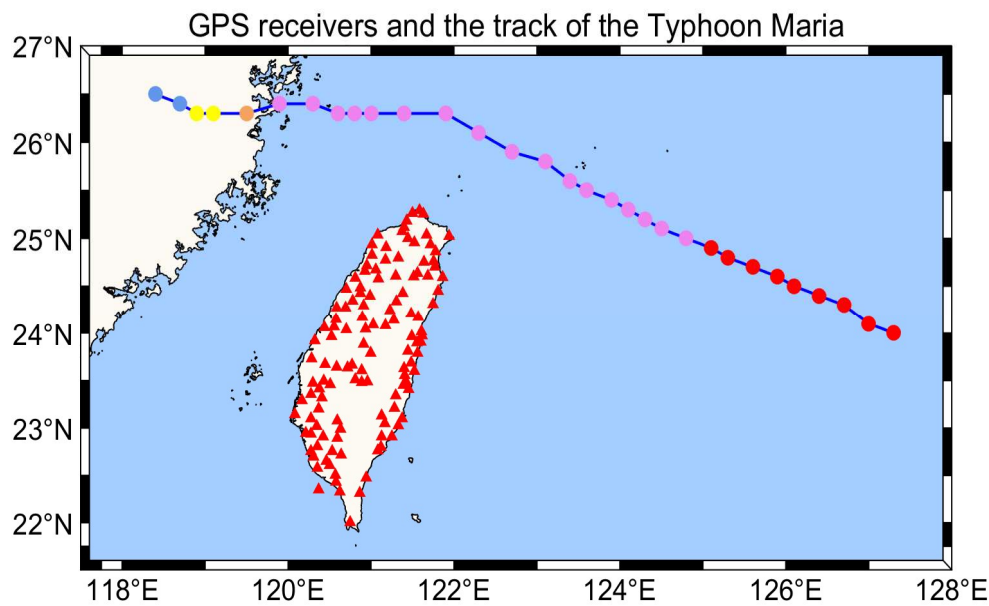 GPS receivers and the track of the Typhoon Maria
27°N
26°N
25°N
24°N
23°N
22°N
118°E 120°E 122°E 124°E 126°E 128°E